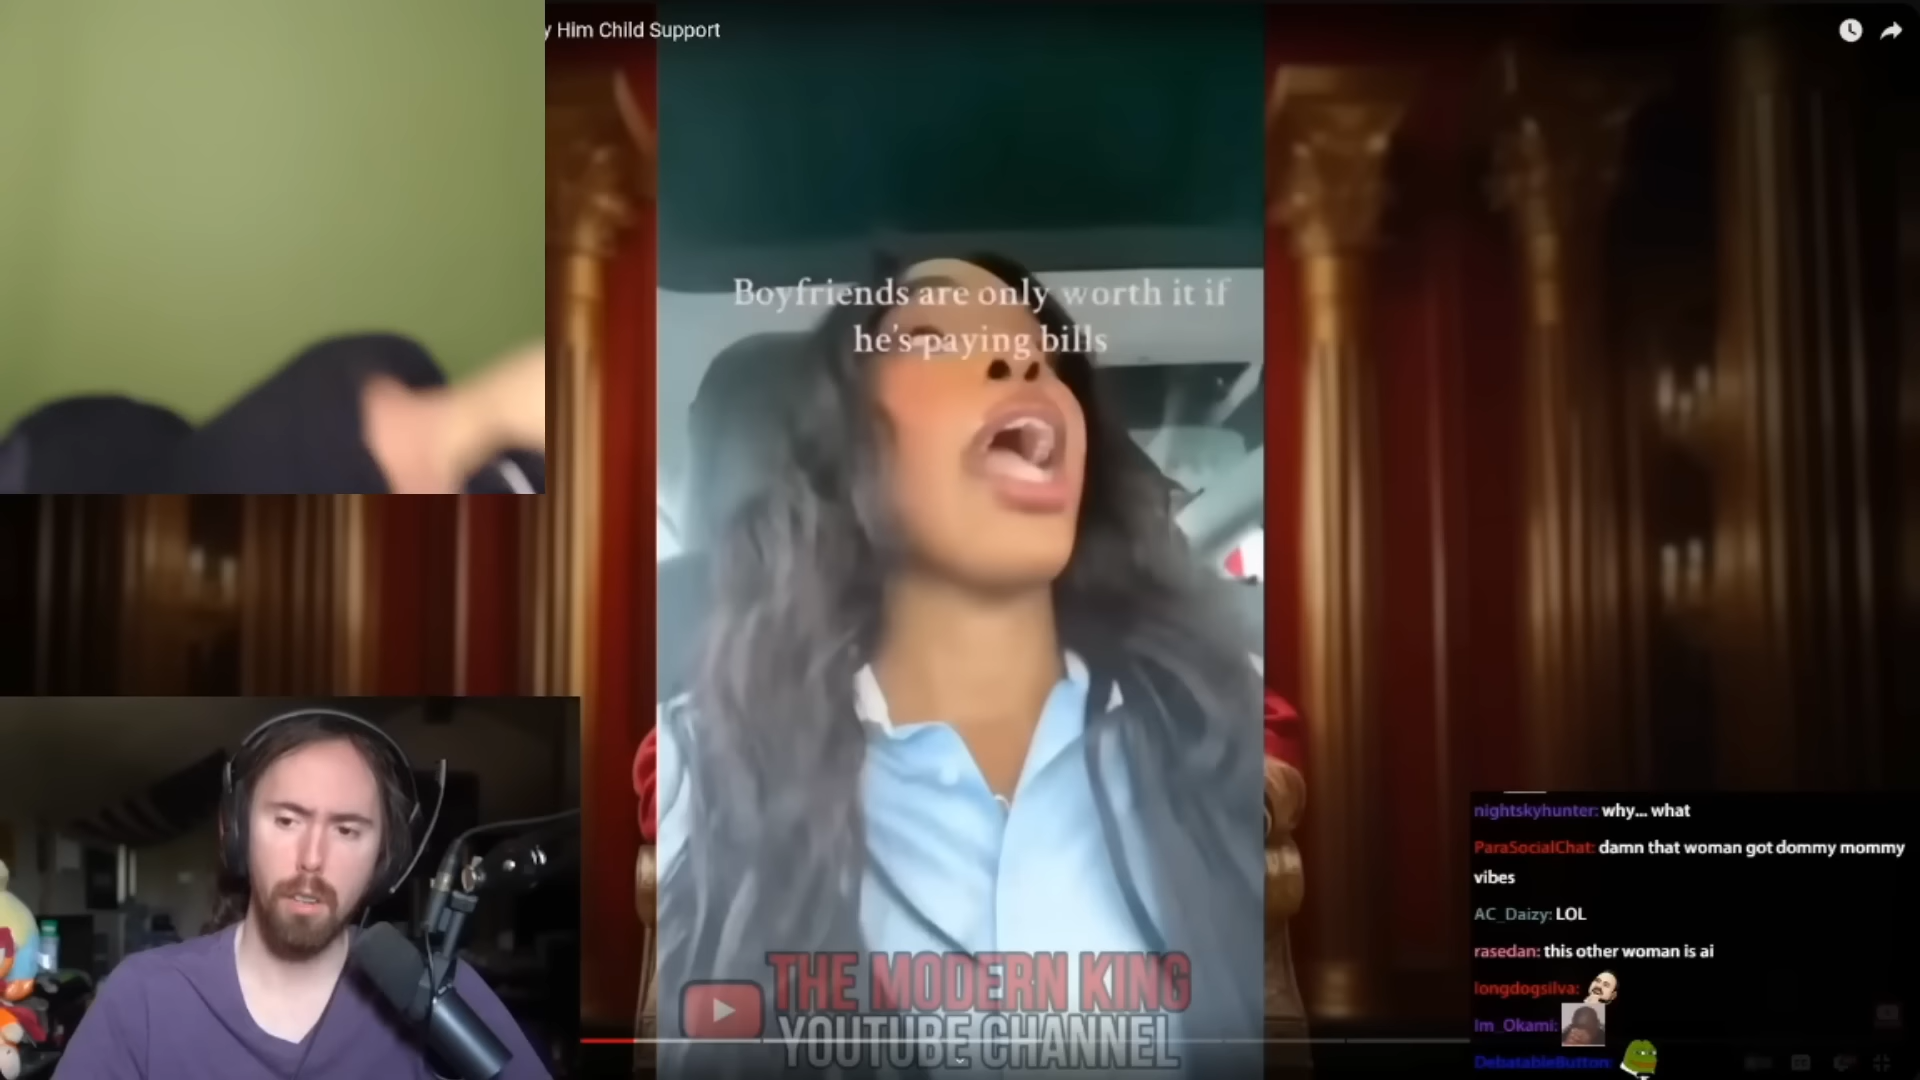 y Him Child Support
Boyfriends are only worth it if
he's paying bills
THE MODERN KING
YOUTUBE CHANNEL
nightskyhunter: why... what
ParaSocialChat: damn that woman got dommy mommy
vibes
AC_Daizy: LOL
rasedan: this other woman is ai
longdogsilva:
Im_Okami:
DebatableButton: